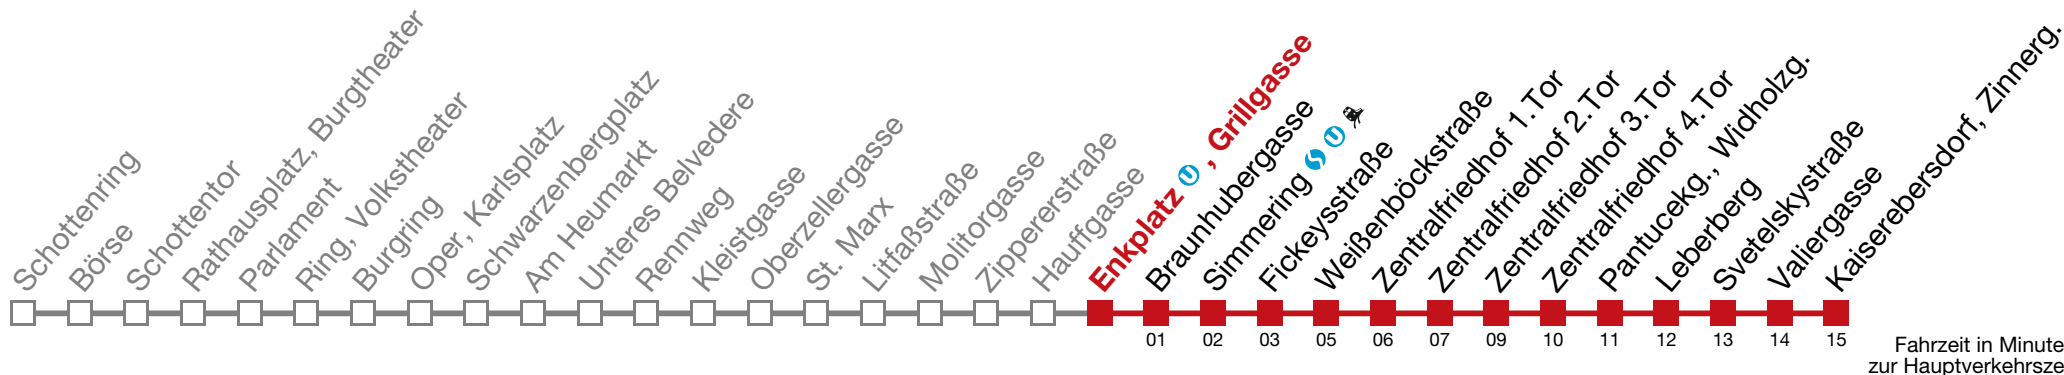 Schottenring
Börse
Schottentor
Rathausplatz, Burgtheater
Parlament
Ring, Volkstheater
Burgring
Oper, Karlsplatz
Schwarzenbergplatz
Am Heumarkt
Unteres Belvedere
Rennweg
Kleistgasse
Oberzellergasse
St. Marx
Litfaßstraße
Molitorgasse
Zippererstraße
Hauffgasse
Enkplatz U, Grillgasse
Braunhubergasse
Simmering S U
Fickeysstraße
Weißenböckstraße
Zentralfriedhof 1.Tor
Zentralfriedhof 2.Tor
Zentralfriedhof 3.Tor
Zentralfriedhof 4.Tor
Pantucekg., Widholzg.
Leberberg
Svetelskystraße
Valiergasse
Kaiserebersdorf, Zinnerg.
01 02 03 05 06 07 09 10 11 12 13 14 15
Fahrzeit in Minute
zur Hauptverkehrsze